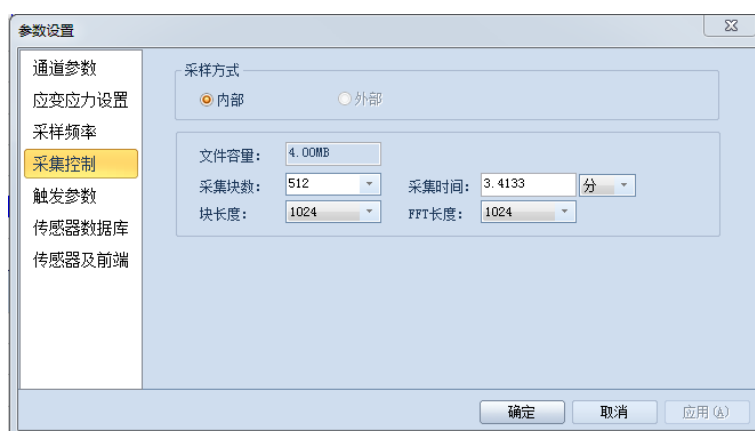 参数设置
通道参数
应变应力设置
采样频率
采集控制
触发参数
传感器数据库
传感器及前端
采样方式
内部 外部
文件容量： 4.00MB
采集块数： 512 采集时间： 3.4133 分
块长度： 1024 FFT长度： 1024
确定 取消 应用(A)